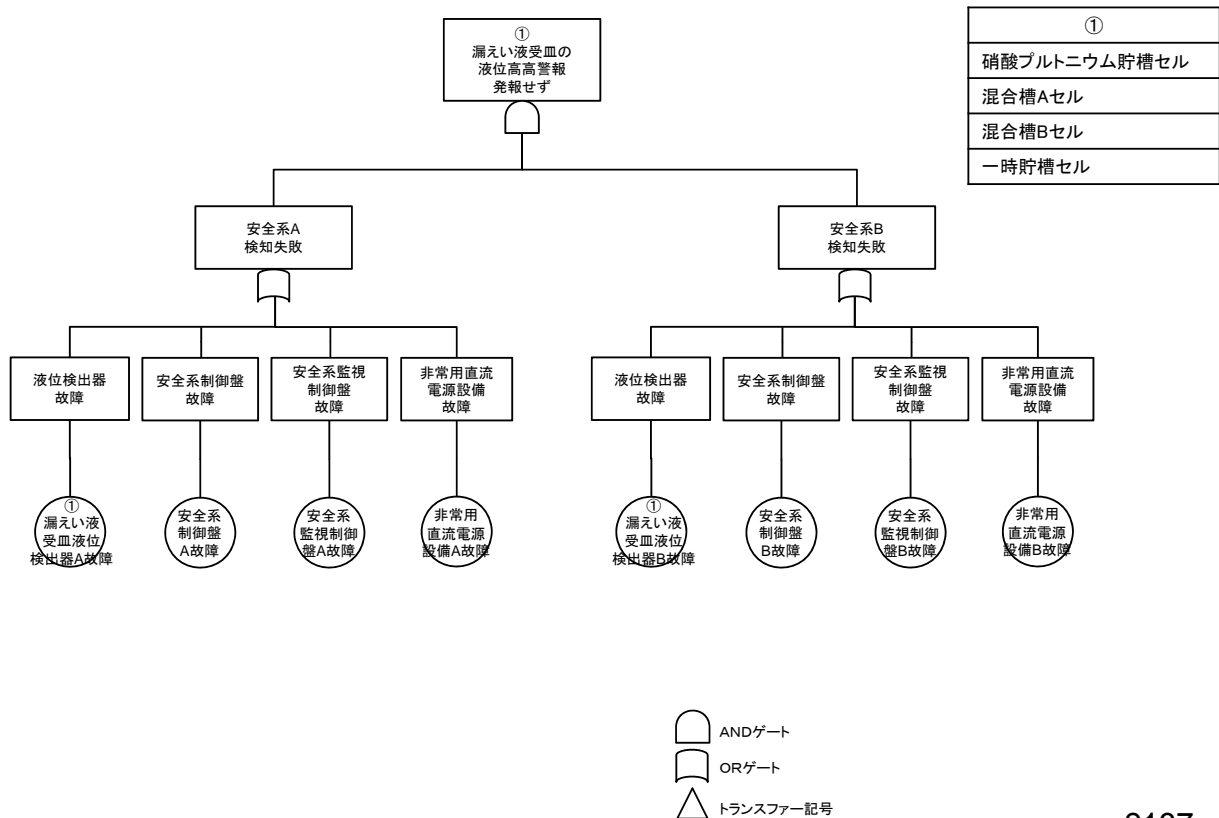 ①
漏えい液受皿の
液位高高警報
発報せず
①
硝酸プルトニウム貯槽セル
混合槽Aセル
混合槽Bセル
一時貯槽セル
安全系A
検知失敗
安全系B
検知失敗
液位検出器
故障
安全系制御盤
故障
安全系監視
制御盤
故障
非常用直流
電源設備
故障
液位検出器
故障
安全系制御盤
故障
安全系監視
制御盤
故障
非常用直流
電源設備
故障
①
漏えい液
受皿液位
検出器A故障
安全系
制御盤
A故障
安全系
監視制御
盤A故障
非常用
直流電源
設備A故障
①
漏えい液
受皿液位
検出器B故障
安全系
制御盤
B故障
安全系
監視制御
盤B故障
非常用
直流電源
設備B故障
ANDゲート
ORゲート
トランスファー記号